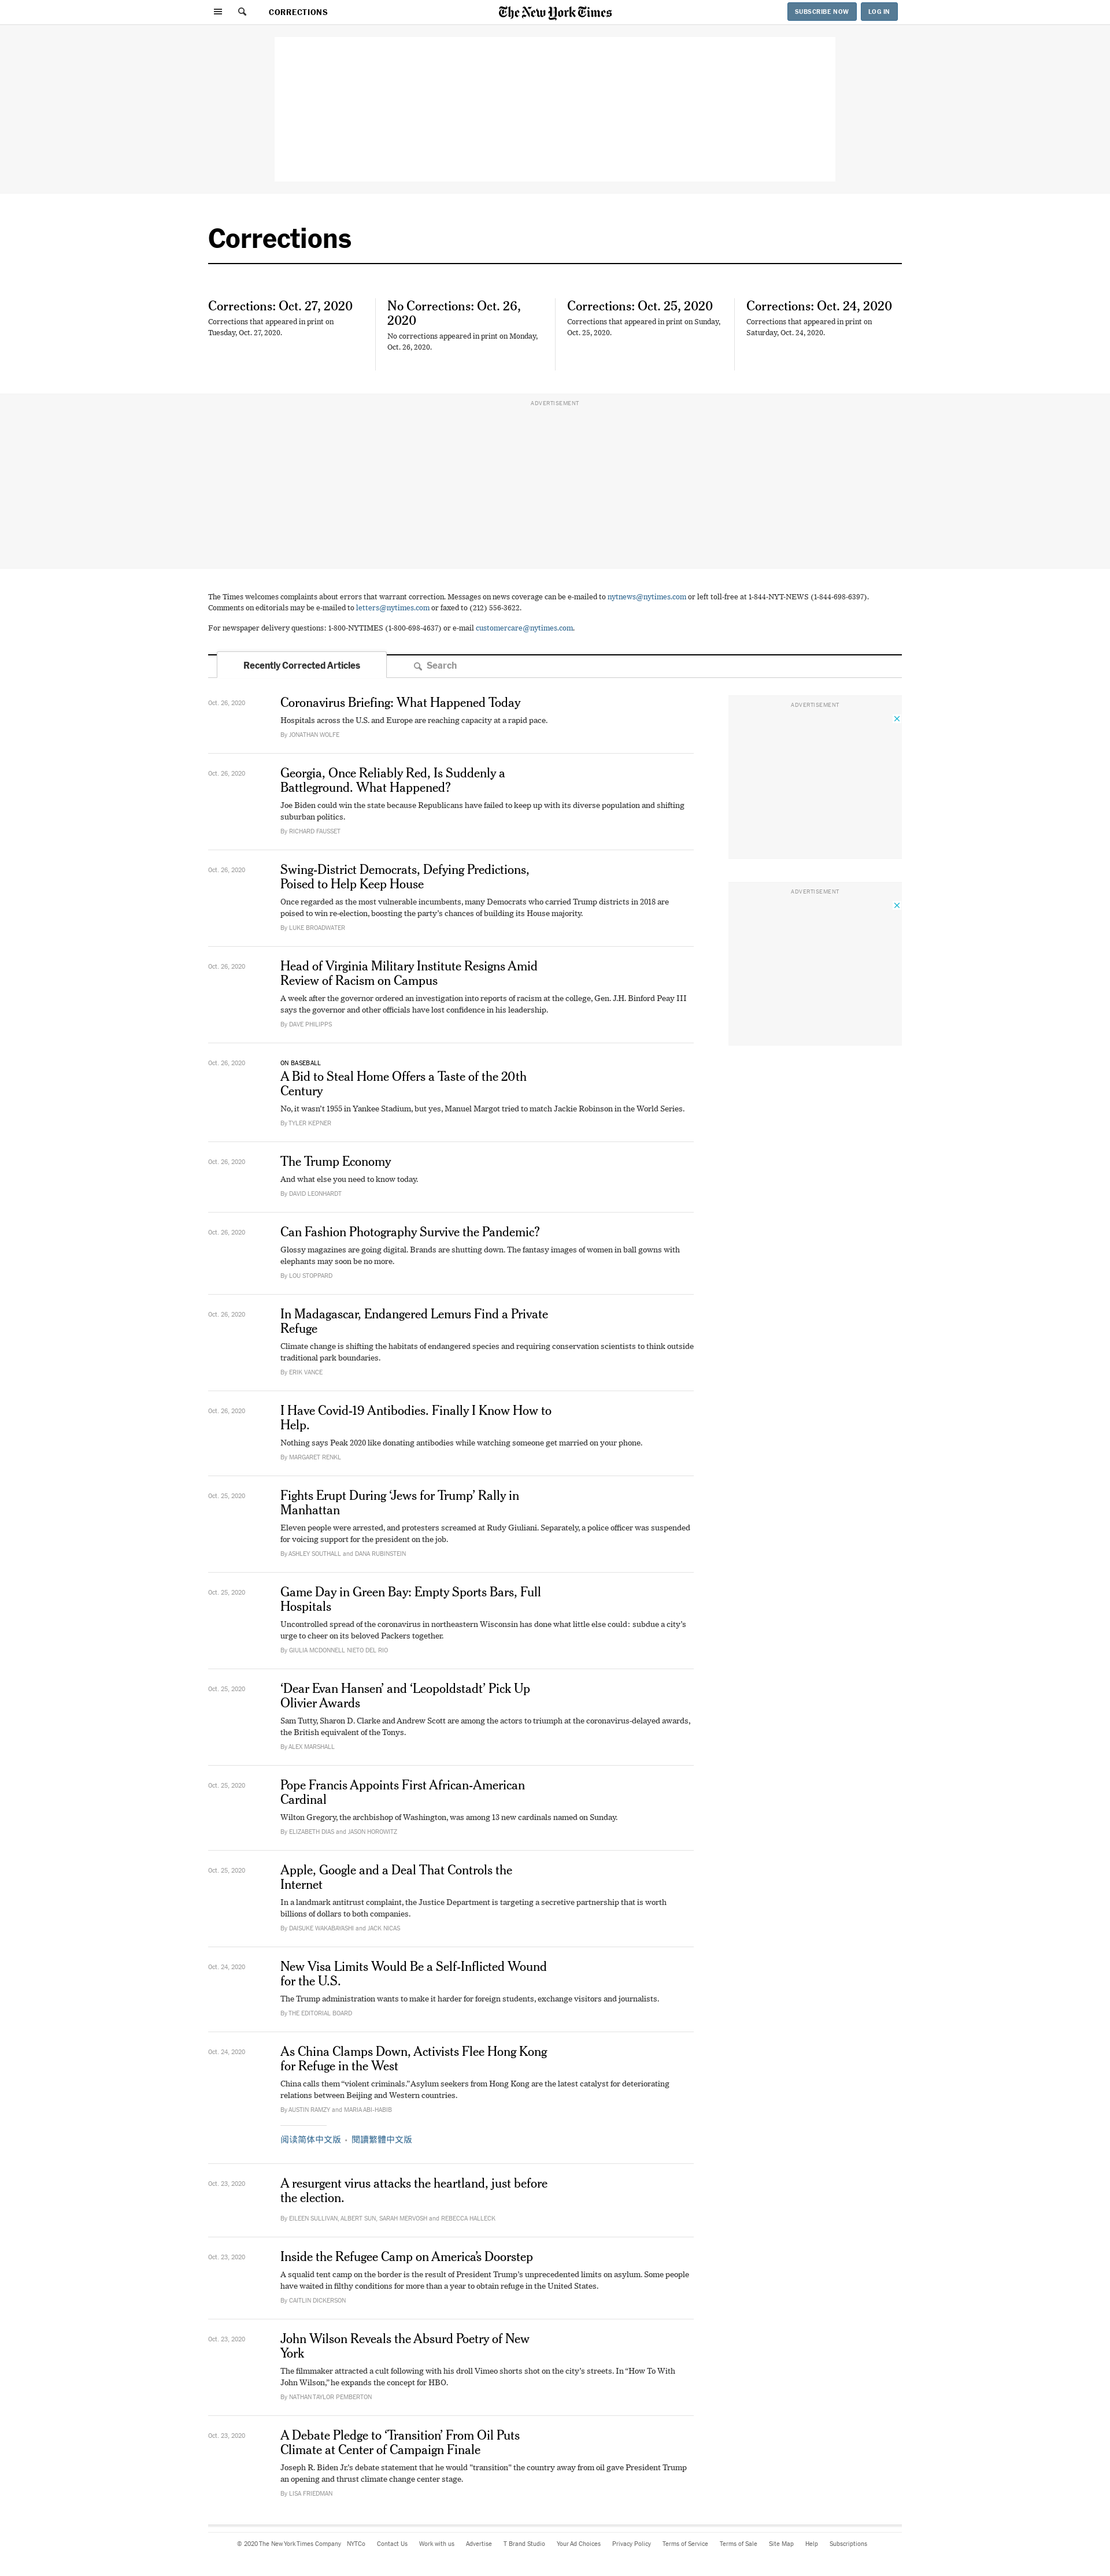 CORRECTIONS
The New York Times
SUBSCRIBE NOW
LOG IN
Corrections
Corrections: Oct. 27, 2020
Corrections that appeared in print on
Tuesday, Oct. 27, 2020.
No Corrections: Oct. 26,
2020
No corrections appeared in print on Monday,
Oct. 26, 2020.
Corrections: Oct. 25, 2020
Corrections that appeared in print on Sunday,
Oct. 25, 2020.
Corrections: Oct. 24, 2020
Corrections that appeared in print on
Saturday, Oct. 24, 2020.
ADVERTISEMENT
The Times welcomes complaints about errors that warrant correction. Messages on news coverage can be e-mailed to nytnews@nytimes.com or left toll-free at 1-844-NYT-NEWS (1-844-698-6397).
Comments on editorials may be e-mailed to letters@nytimes.com or faxed to (212) 556-3622.
For newspaper delivery questions: 1-800-NYTIMES (1-800-698-4637) or e-mail customercare@nytimes.com.
Recently Corrected Articles
Search
Oct. 26, 2020
Coronavirus Briefing: What Happened Today
Hospitals across the U.S. and Europe are reaching capacity at a rapid pace.
By JONATHAN WOLFE
ADVERTISEMENT
Oct. 26, 2020
Georgia, Once Reliably Red, Is Suddenly a
Battleground. What Happened?
Joe Biden could win the state because Republicans have failed to keep up with its diverse population and shifting
suburban politics.
By RICHARD FAUSSET
Oct. 26, 2020
Swing-District Democrats, Defying Predictions,
Poised to Help Keep House
Once regarded as the most vulnerable incumbents, many Democrats who carried Trump districts in 2018 are
poised to win re-election, boosting the party's chances of building its House majority.
By LUKE BROADWATER
ADVERTISEMENT
Oct. 26, 2020
Head of Virginia Military Institute Resigns Amid
Review of Racism on Campus
A week after the governor ordered an investigation into reports of racism at the college, Gen. J.H. Binford Peay III
says the governor and other officials have lost confidence in his leadership.
By DAVE PHILIPPS
Oct. 26, 2020
ON BASEBALL
A Bid to Steal Home Offers a Taste of the 20th
Century
No, it wasn't 1955 in Yankee Stadium, but yes, Manuel Margot tried to match Jackie Robinson in the World Series.
By TYLER KEPNER
Oct. 26, 2020
The Trump Economy
And what else you need to know today.
By DAVID LEONHARDT
Oct. 26, 2020
Can Fashion Photography Survive the Pandemic?
Glossy magazines are going digital. Brands are shutting down. The fantasy images of women in ball gowns with
elephants may soon be no more.
By LOU STOPPARD
Oct. 26, 2020
In Madagascar, Endangered Lemurs Find a Private
Refuge
Climate change is shifting the habitats of endangered species and requiring conservation scientists to think outside
traditional park boundaries.
By ERIK VANCE
Oct. 26, 2020
I Have Covid-19 Antibodies. Finally I Know How to
Help.
Nothing says Peak 2020 like donating antibodies while watching someone get married on your phone.
By MARGARET RENKL
Oct. 25, 2020
Fights Erupt During ‘Jews for Trump’ Rally in
Manhattan
Eleven people were arrested, and protesters screamed at Rudy Giuliani. Separately, a police officer was suspended
for voicing support for the president on the job.
By ASHLEY SOUTHALL and DANA RUBINSTEIN
Oct. 25, 2020
Game Day in Green Bay: Empty Sports Bars, Full
Hospitals
Uncontrolled spread of the coronavirus in northeastern Wisconsin has done what little else could: subdue a city's
urge to cheer on its beloved Packers together.
By GIULIA MCDONNELL NIETO DEL RIO
Oct. 25, 2020
‘Dear Evan Hansen’ and ‘Leopoldstadt’ Pick Up
Olivier Awards
Sam Tutty, Sharon D. Clarke and Andrew Scott are among the actors to triumph at the coronavirus-delayed awards,
the British equivalent of the Tonys.
By ALEX MARSHALL
Oct. 25, 2020
Pope Francis Appoints First African-American
Cardinal
Wilton Gregory, the archbishop of Washington, was among 13 new cardinals named on Sunday.
By ELIZABETH DIAS and JASON HOROWITZ
Oct. 25, 2020
Apple, Google and a Deal That Controls the
Internet
In a landmark antitrust complaint, the Justice Department is targeting a secretive partnership that is worth
billions of dollars to both companies.
By DAISUKE WAKABAYASHI and JACK NICAS
Oct. 24, 2020
New Visa Limits Would Be a Self-Inflicted Wound
for the U.S.
The Trump administration wants to make it harder for foreign students, exchange visitors and journalists.
By THE EDITORIAL BOARD
Oct. 24, 2020
As China Clamps Down, Activists Flee Hong Kong
for Refuge in the West
China calls them “violent criminals.” Asylum seekers from Hong Kong are the latest catalyst for deteriorating
relations between Beijing and Western countries.
By AUSTIN RAMZY and MARIA ABI-HABIB
阅读简体中文版 · 閱讀繁體中文版
Oct. 23, 2020
A resurgent virus attacks the heartland, just before
the election.
By EILEEN SULLIVAN, ALBERT SUN, SARAH MERVOSH and REBECCA HALLECK
Oct. 23, 2020
Inside the Refugee Camp on America’s Doorstep
A squalid tent camp on the border is the result of President Trump's unprecedented limits on asylum. Some people
have waited in filthy conditions for more than a year to obtain refuge in the United States.
By CAITLIN DICKERSON
Oct. 23, 2020
John Wilson Reveals the Absurd Poetry of New
York
The filmmaker attracted a cult following with his droll Vimeo shorts shot on the city's streets. In “How To With
John Wilson,” he expands the concept for HBO.
By NATHAN TAYLOR PEMBERTON
Oct. 23, 2020
A Debate Pledge to ‘Transition’ From Oil Puts
Climate at Center of Campaign Finale
Joseph R. Biden Jr.'s debate statement that he would "transition" the country away from oil gave President Trump
an opening and thrust climate change center stage.
By LISA FRIEDMAN
© 2020 The New York Times Company NYTCo Contact Us Work with us Advertise T Brand Studio Your Ad Choices Privacy Policy Terms of Service Terms of Sale Site Map Help Subscriptions